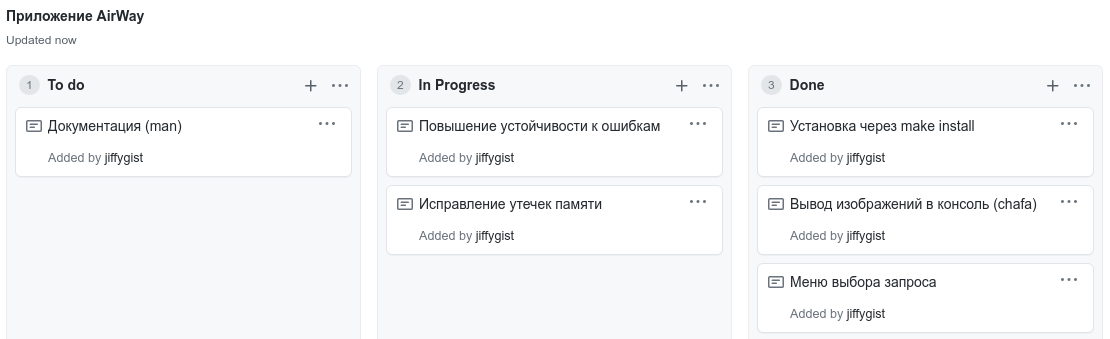 Приложение AirWay
Updated now
1 To do
Документация (man)
Added by jiffygist
2 In Progress
Повышение устойчивости к ошибкам
Added by jiffygist
Исправление утечек памяти
Added by jiffygist
3 Done
Установка через make install
Added by jiffygist
Вывод изображений в консоль (chafa)
Added by jiffygist
Меню выбора запроса
Added by jiffygist